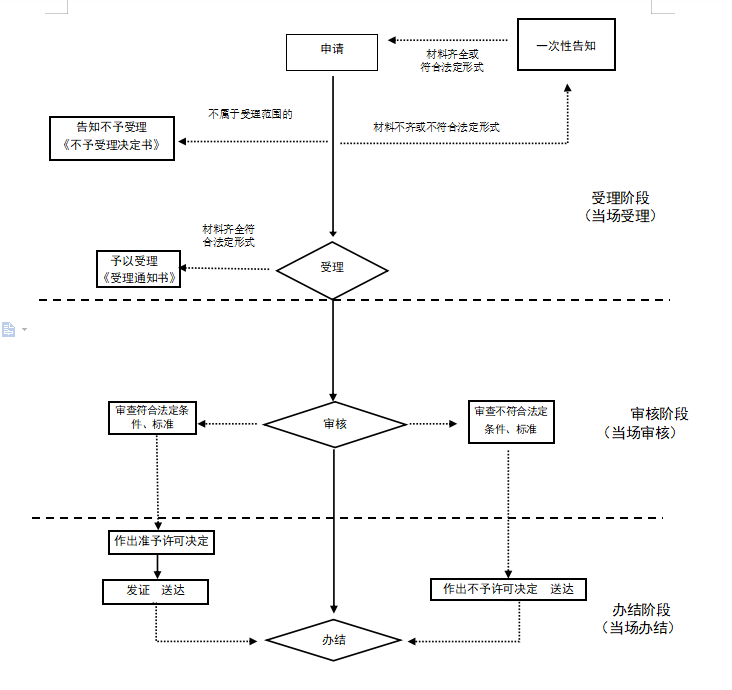 申请
一次性告知
材料齐全或
符合法定形式
不属于受理范围的
告知不予受理
《不予受理决定书》
材料不齐或不符合法定形式
受理阶段
（当场受理）
材料齐全符
合法定形式
予以受理
《受理通知书》
受理
审查符合法定条
件、标准
审核
审查不符合法定
条件、标准
审核阶段
（当场审核）
作出准予许可决定
发证 送达
作出不予许可决定 送达
办结阶段
（当场办结）
办结